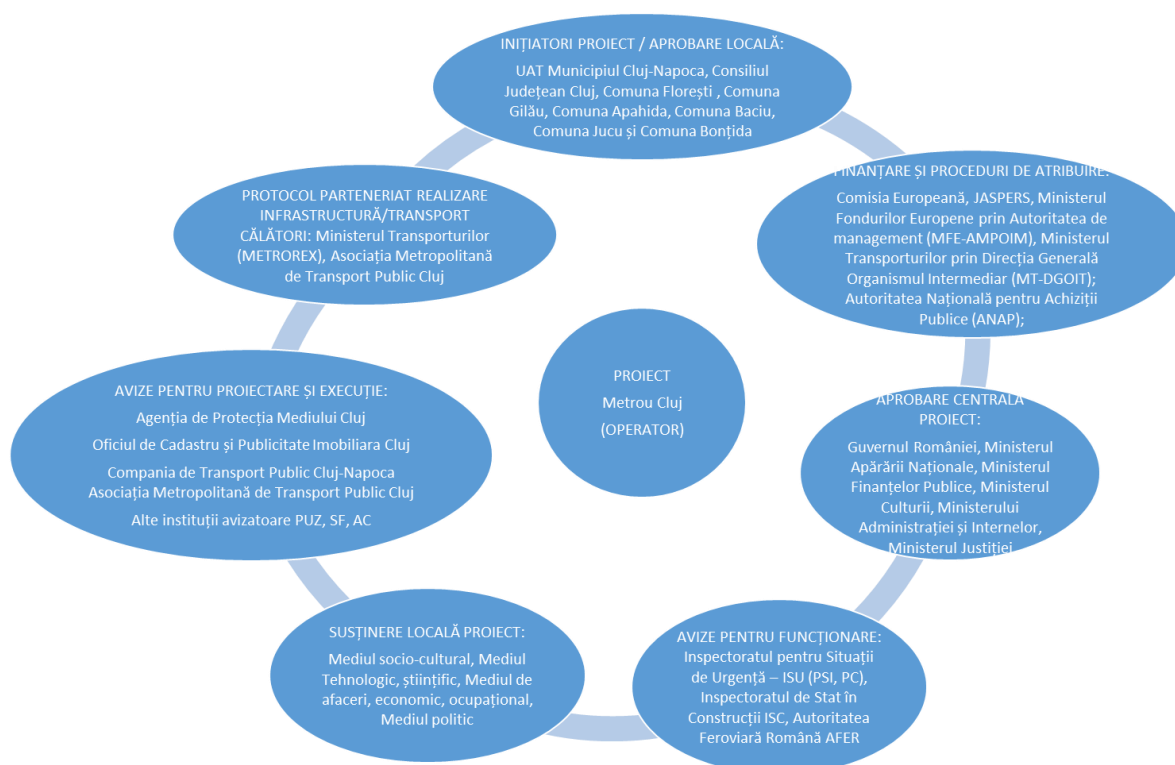 INIȚIATORI PROIECT / APROBARE LOCALĂ:
UAT Municipiul Cluj-Napoca, Consiliul
Județean Cluj, Comuna Florești , Comuna
Gilău, Comuna Apahida, Comuna Baciu,
Comuna Jucu și Comuna Bonțida
FINANȚARE ȘI PROCEDURI DE ATRIBUIRE:
Comisia Europeană, JASPERS, Ministerul
Fondurilor Europene prin Autoritatea de
management (MFE-AMPOIM), Ministerul
Transporturilor prin Direcția Generală
Organismul Intermediar (MT-DGOIT);
Autoritatea Națională pentru Achiziții
Publice (ANAP);
APROBARE CENTRALĂ
PROIECT:
Guvernul României, Ministerul
Apărării Naționale, Ministerul
Finanțelor Publice, Ministerul
Culturii, Ministerului
Administrației și Internelor,
Ministerul Justiției
AVIZE PENTRU FUNCȚIONARE:
Inspectoratul pentru Situații
de Urgență – ISU (PSI, PC),
Inspectoratul de Stat în
Construcții ISC, Autoritatea
Feroviară Română AFER
SUSȚINERE LOCALĂ PROIECT:
Mediul socio-cultural, Mediul
Tehnologic, științific, Mediul de
afaceri, economic, ocupațional,
Mediul politic
AVIZE PENTRU PROIECTARE ȘI EXECUȚIE:
Agenția de Protecția Mediului Cluj
Oficiul de Cadastru și Publicitate Imobiliara Cluj
Compania de Transport Public Cluj-Napoca
Asociația Metropolitană de Transport Public Cluj
Alte instituții avizatoare PUZ, SF, AC
PROTOCOL PARTENERIAT REALIZARE
INFRASTRUCTURĂ/TRANSPORT
CĂLĂTORI: Ministerul Transporturilor
(METROREX), Asociația Metropolitană
de Transport Public Cluj
PROIECT
Metrou Cluj
(OPERATOR)